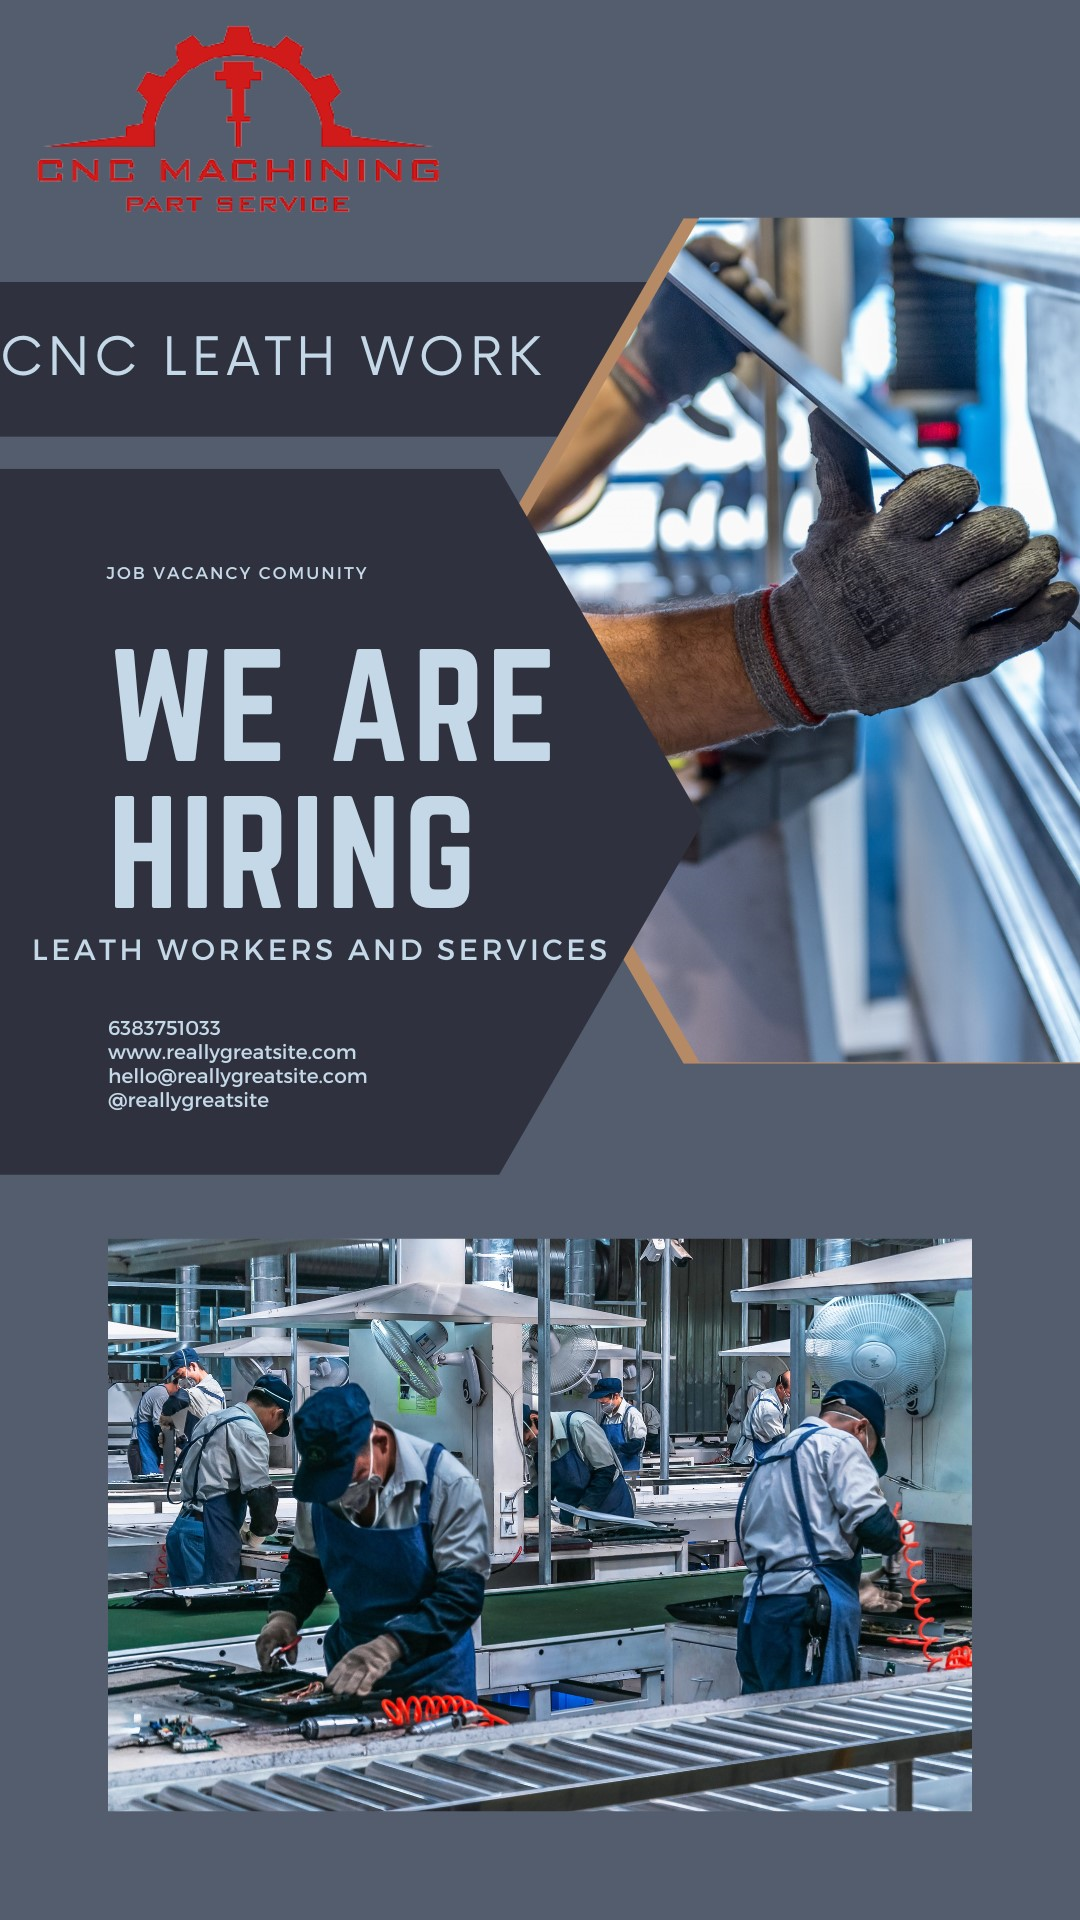 CNC MACHINING
PART SERVICE
CNC LEATH WORK
JOB VACANCY COMUNITY
WE ARE
HIRING
LEATH WORKERS AND SERVICES
6383751033
www.reallygreatsite.com
hello@reallygreatsite.com
@reallygreatsite